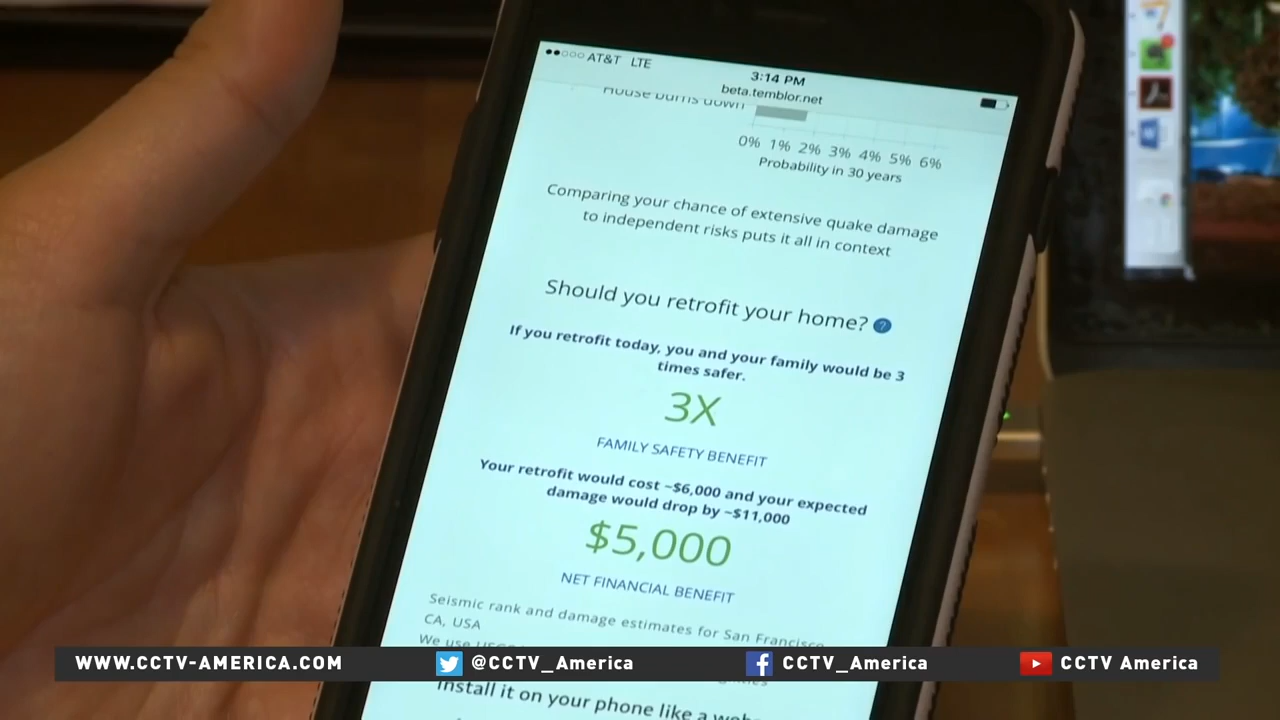 AT&T LTE
3:14 PM
beta.temblor.net
House burns down
0% 1% 2% 3% 4% 5% 6%
Probability in 30 years
Comparing your chance of extensive quake damage
to independent risks puts it all in context
Should you retrofit your home? ?
If you retrofit today, you and your family would be 3
times safer.
3X
FAMILY SAFETY BENEFIT
Your retrofit would cost ~$6,000 and your expected
damage would drop by ~$11,000
$5,000
NET FINANCIAL BENEFIT
Seismic rank and damage estimates for San Francisco,
CA, USA
We use
WWW.CCTV-AMERICA.COM @CCTV_America CCTV_America CCTV America
Install it on your phone like a